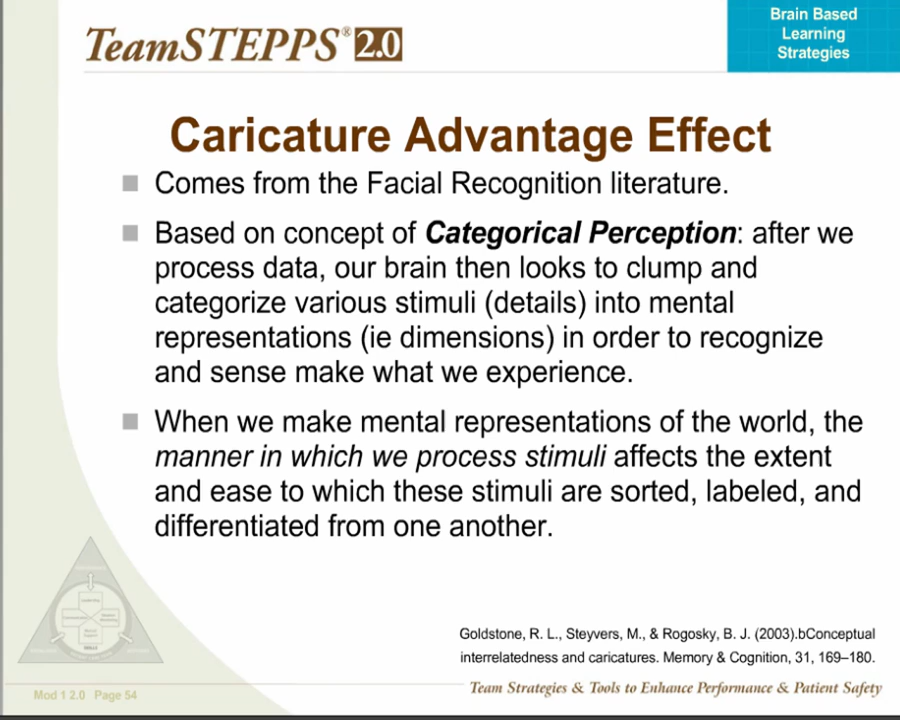 TeamSTEPPS® 2.0
Brain Based
Learning
Strategies
Caricature Advantage Effect
Comes from the Facial Recognition literature.
Based on concept of Categorical Perception: after we
process data, our brain then looks to clump and
categorize various stimuli (details) into mental
representations (ie dimensions) in order to recognize
and sense make what we experience.
When we make mental representations of the world, the
manner in which we process stimuli affects the extent
and ease to which these stimuli are sorted, labeled, and
differentiated from one another.
Goldstone, R. L., Steyvers, M., & Rogosky, B. J. (2003).bConceptual
interrelatedness and caricatures. Memory & Cognition, 31, 169–180.
Mod 1 2.0 Page 54
Team Strategies & Tools to Enhance Performance & Patient Safety